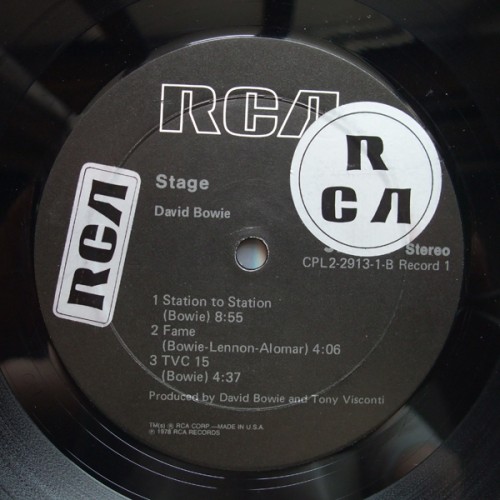 RCA
R
CA
RCA
Stage
David Bowie
Stereo
CPL2-2913-1-B Record 1
1 Station to Station
(Bowie) 8:55
2 Fame
(Bowie-Lennon-Alomar) 4:06
3 TVC 15
(Bowie) 4:37
Produced by David Bowie and Tony Visconti
TM(s) ® RCA CORP.—MADE IN U.S.A.
℗ 1978 RCA RECORDS